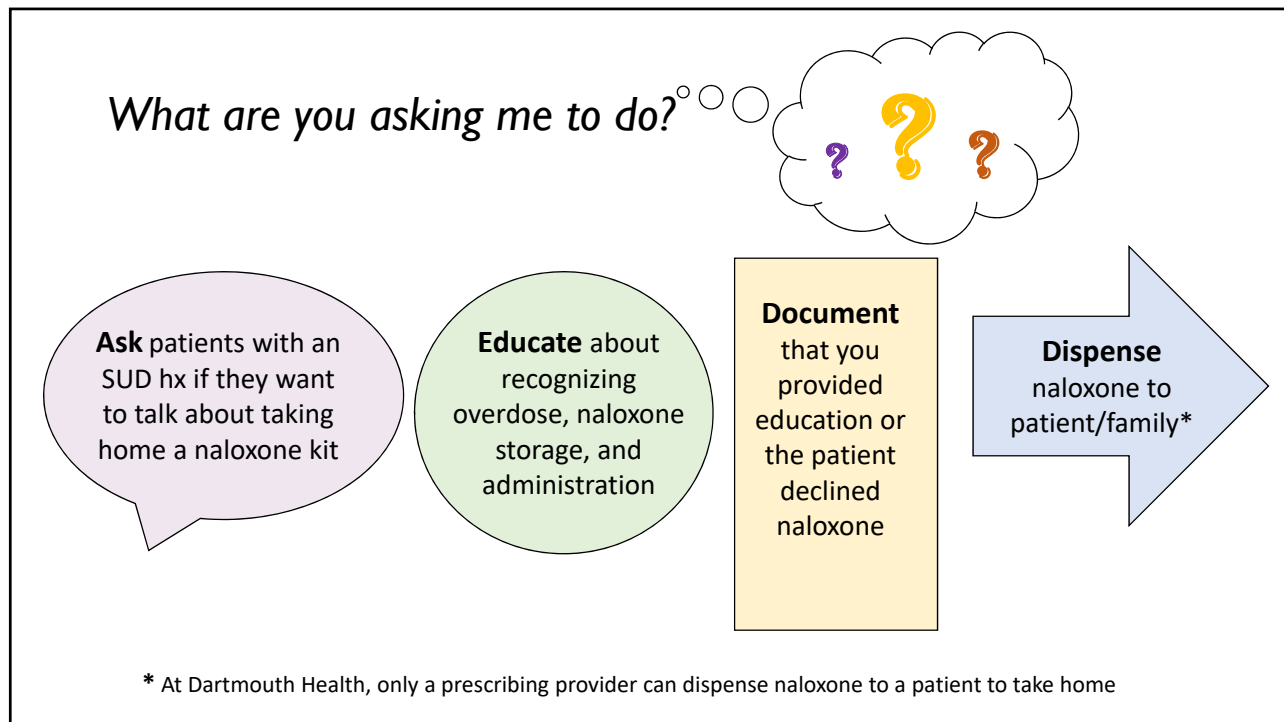 What are you asking me to do?
? ? ?
Ask patients with an
SUD hx if they want
to talk about taking
home a naloxone kit
Educate about
recognizing
overdose, naloxone
storage, and
administration
Document
that you
provided
education or
the patient
declined
naloxone
Dispense
naloxone to
patient/family*
* At Dartmouth Health, only a prescribing provider can dispense naloxone to a patient to take home